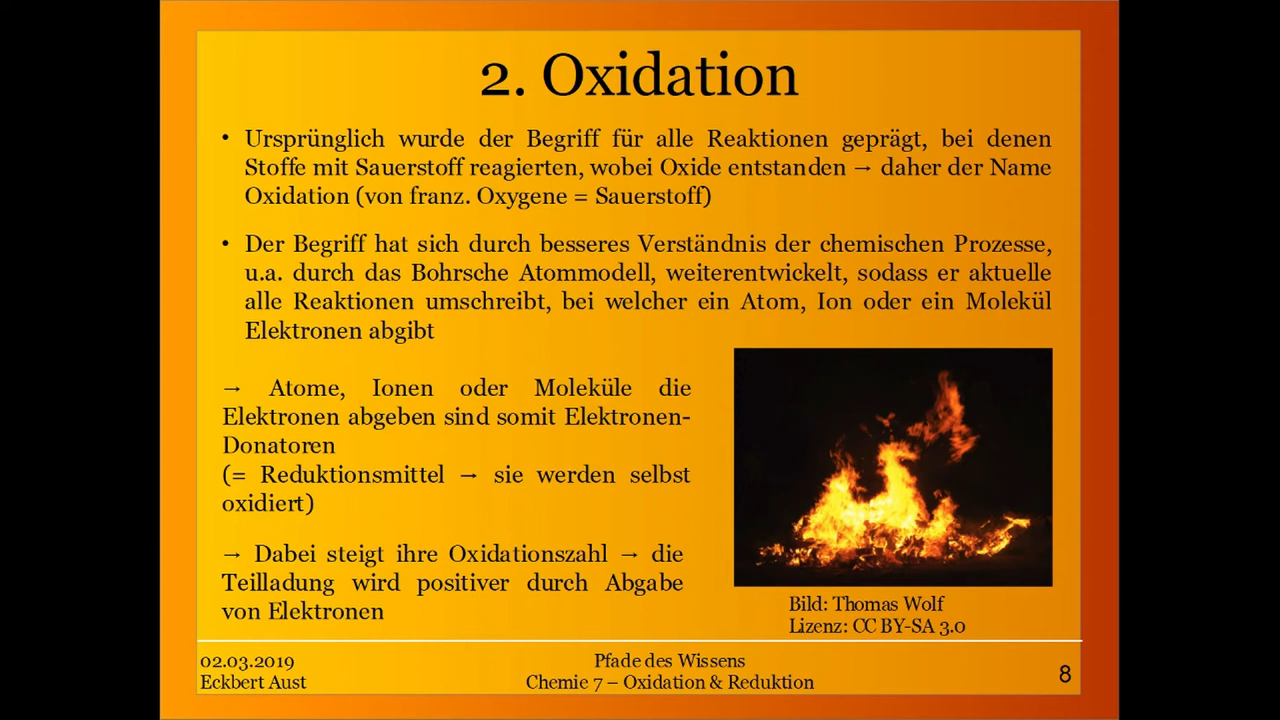 2. Oxidation
• Ursprünglich wurde der Begriff für alle Reaktionen geprägt, bei denen
Stoffe mit Sauerstoff reagierten, wobei Oxide entstanden → daher der Name
Oxidation (von franz. Oxygene = Sauerstoff)
• Der Begriff hat sich durch besseres Verständnis der chemischen Prozesse,
u.a. durch das Bohrsche Atommodell, weiterentwickelt, sodass er aktuelle
alle Reaktionen umschreibt, bei welcher ein Atom, Ion oder ein Molekül
Elektronen abgibt
→ Atome, Ionen oder Moleküle die
Elektronen abgeben sind somit Elektronen-
Donatoren
(= Reduktionsmittel → sie werden selbst
oxidiert)
→ Dabei steigt ihre Oxidationszahl → die
Teilladung wird positiver durch Abgabe
von Elektronen
Bild: Thomas Wolf
Lizenz: CC BY-SA 3.0
02.03.2019
Eckbert Aust
Pfade des Wissens
Chemie 7 – Oxidation & Reduktion
8